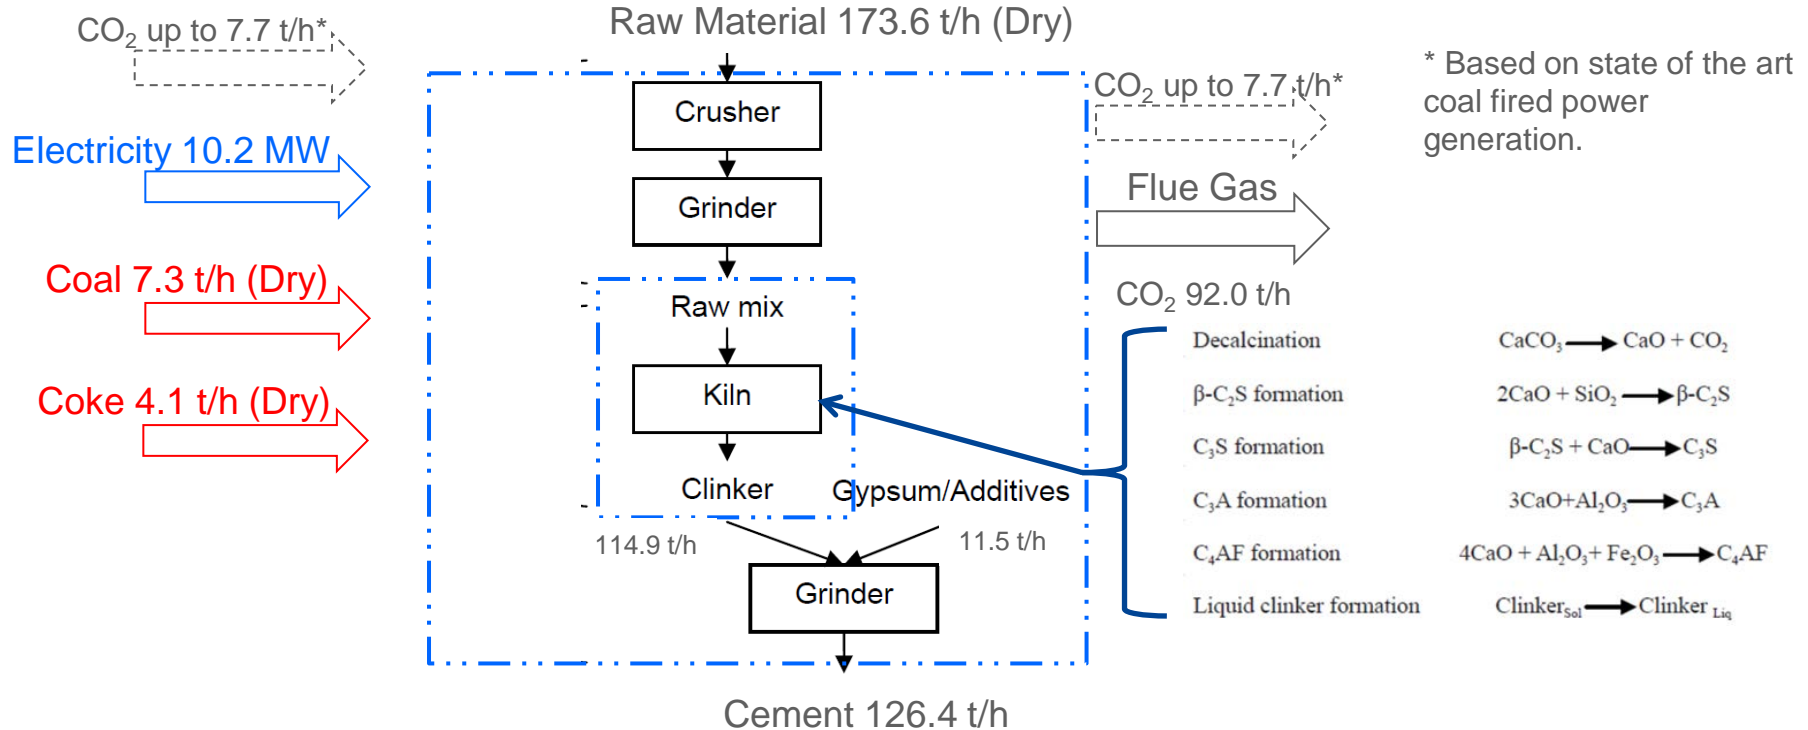 Raw Material 173.6 t/h (Dry)
CO₂ up to 7.7 t/h*
Electricity 10.2 MW
Coal 7.3 t/h (Dry)
Coke 4.1 t/h (Dry)
Crusher
Grinder
Raw mix
Kiln
Clinker
Gypsum/Additives
114.9 t/h
11.5 t/h
Grinder
Cement 126.4 t/h
CO₂ up to 7.7 t/h*
* Based on state of the art
coal fired power
generation.
Flue Gas
CO₂ 92.0 t/h
Decalcination CaCO₃ → CaO + CO₂
β-C₂S formation 2CaO + SiO₂ → β-C₂S
C₃S formation β-C₂S + CaO → C₃S
C₃A formation 3CaO+Al₂O₃ → C₃A
C₄AF formation 4CaO + Al₂O₃+ Fe₂O₃ → C₄AF
Liquid clinker formation Clinker Sol → Clinker Liq